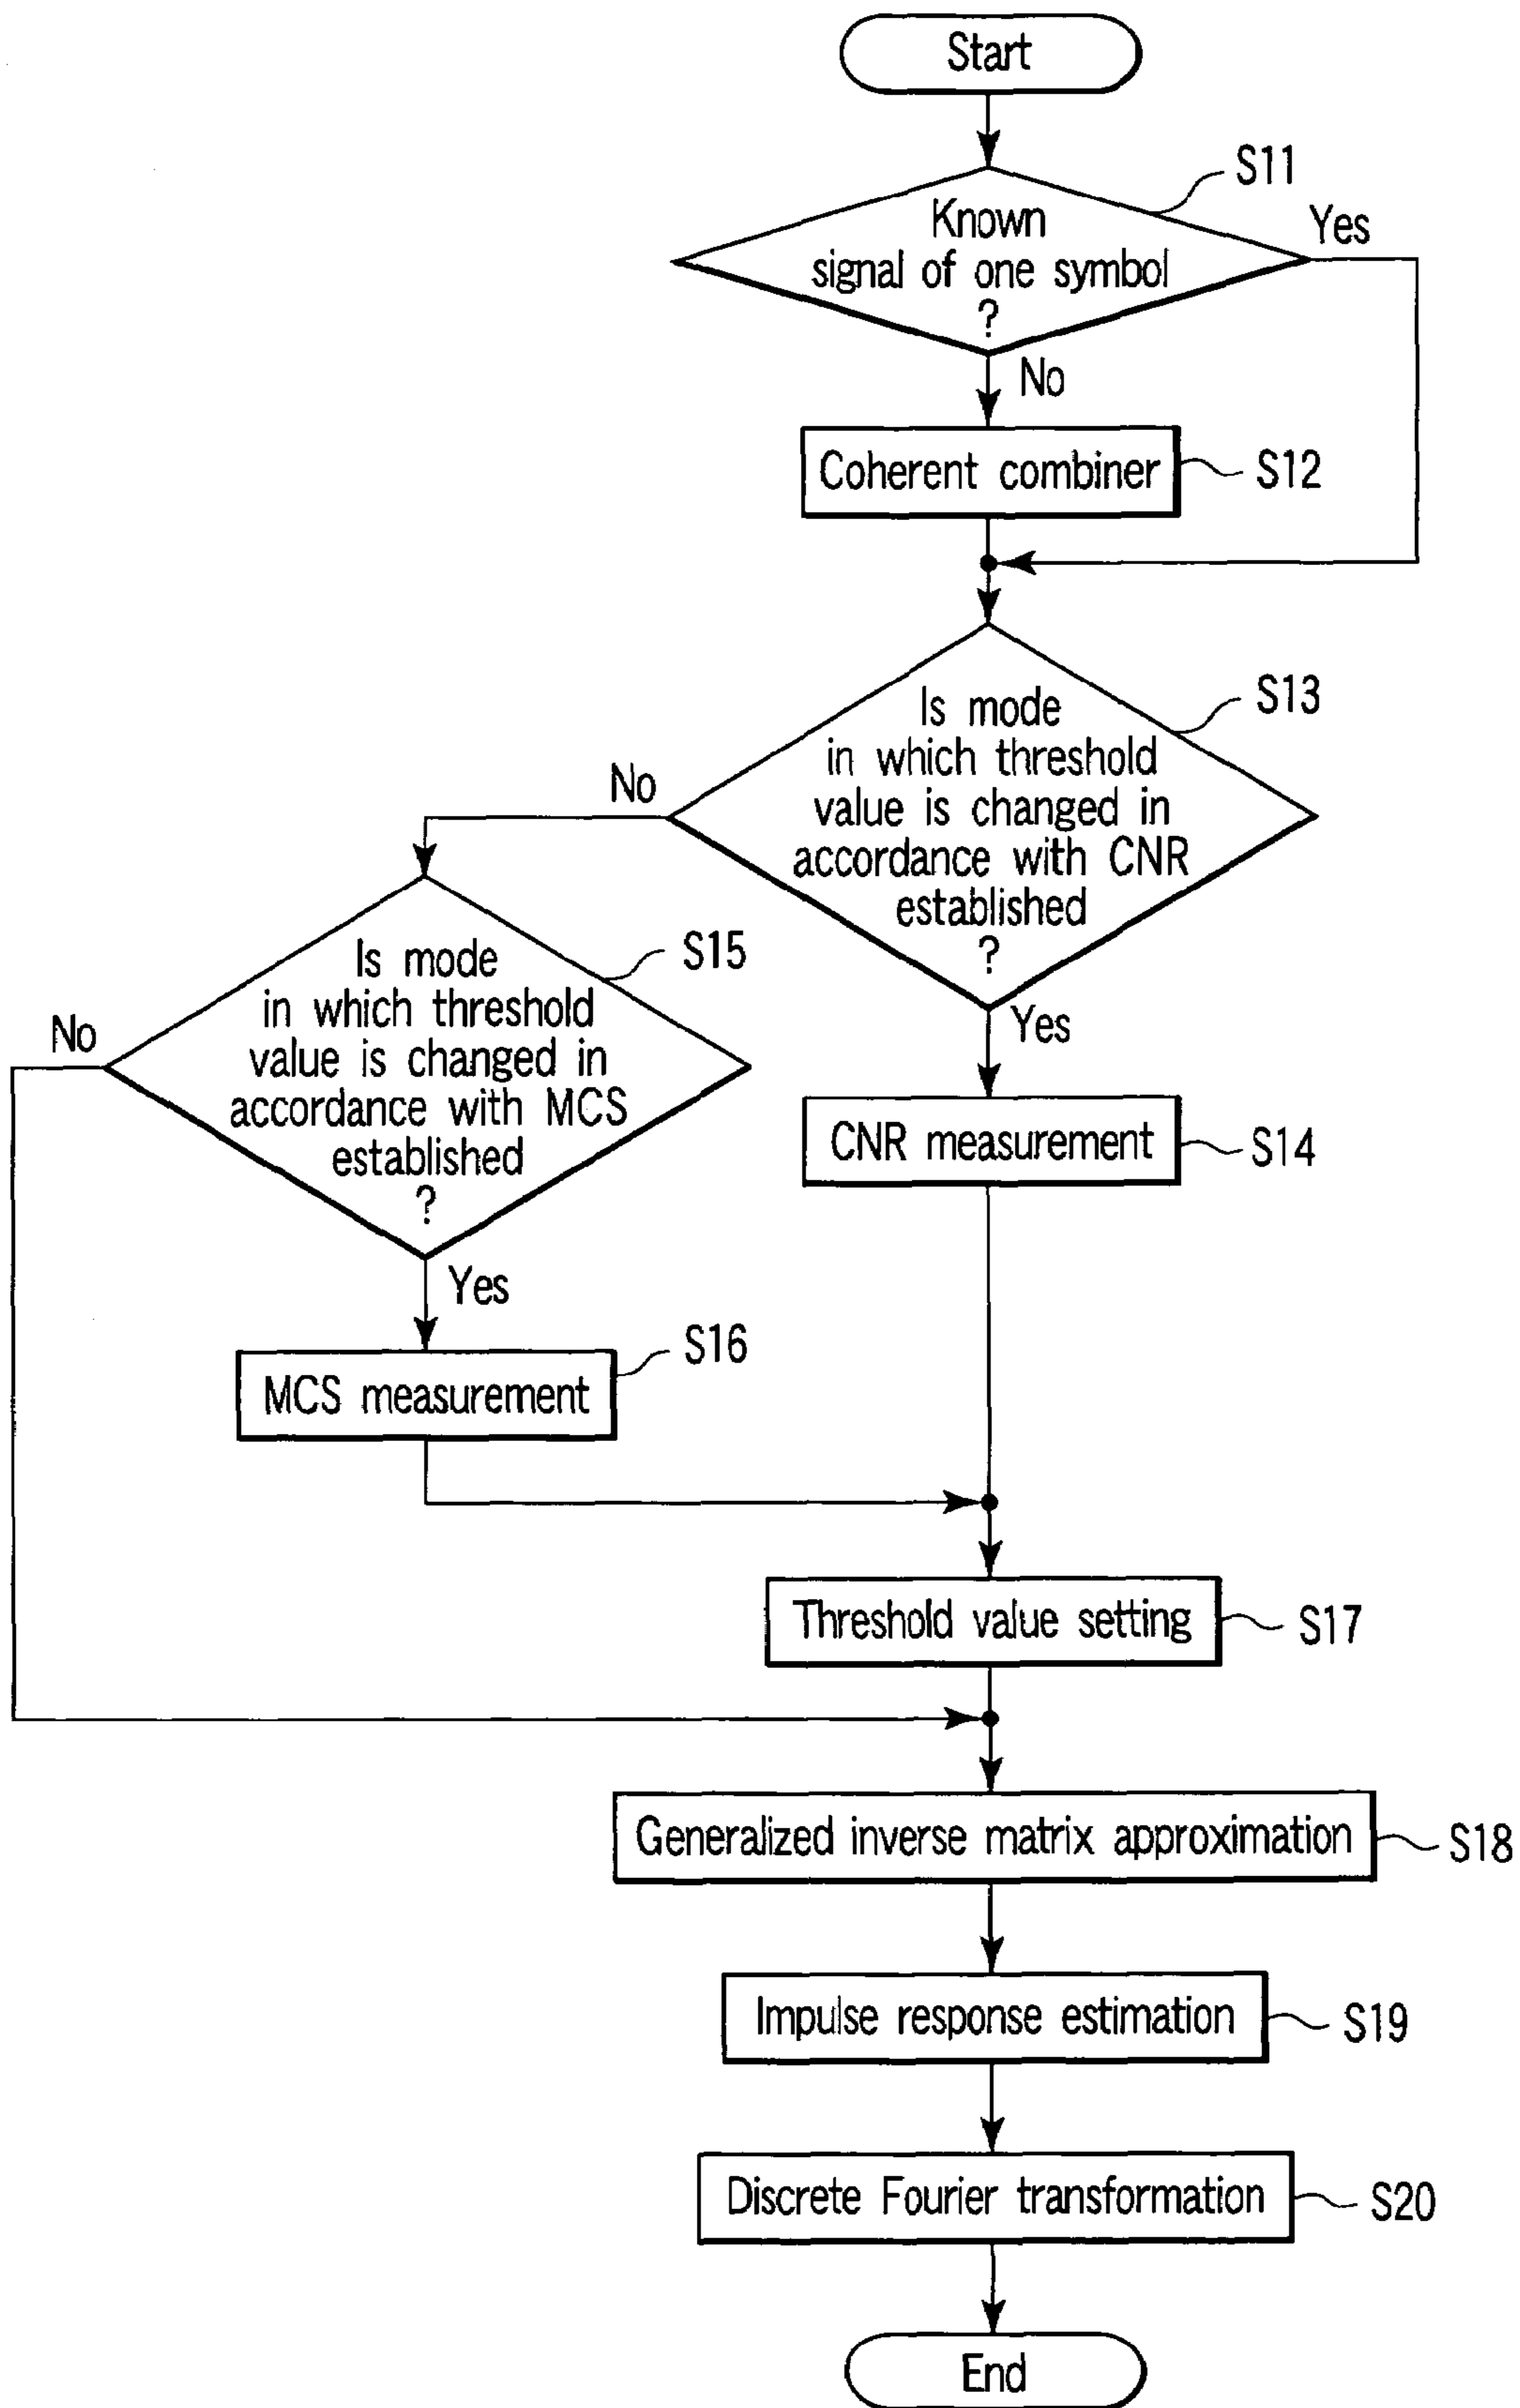 Start
S11
Known
signal of one symbol
?
Yes
No
Coherent combiner
S12
S13
Is mode
in which threshold
value is changed in
accordance with CNR
established
?
No
Yes
S15
Is mode
in which threshold
value is changed in
accordance with MCS
established
?
No
Yes
CNR measurement
S14
S16
MCS measurement
Threshold value setting
S17
Generalized inverse matrix approximation
S18
Impulse response estimation
S19
Discrete Fourier transformation
S20
End